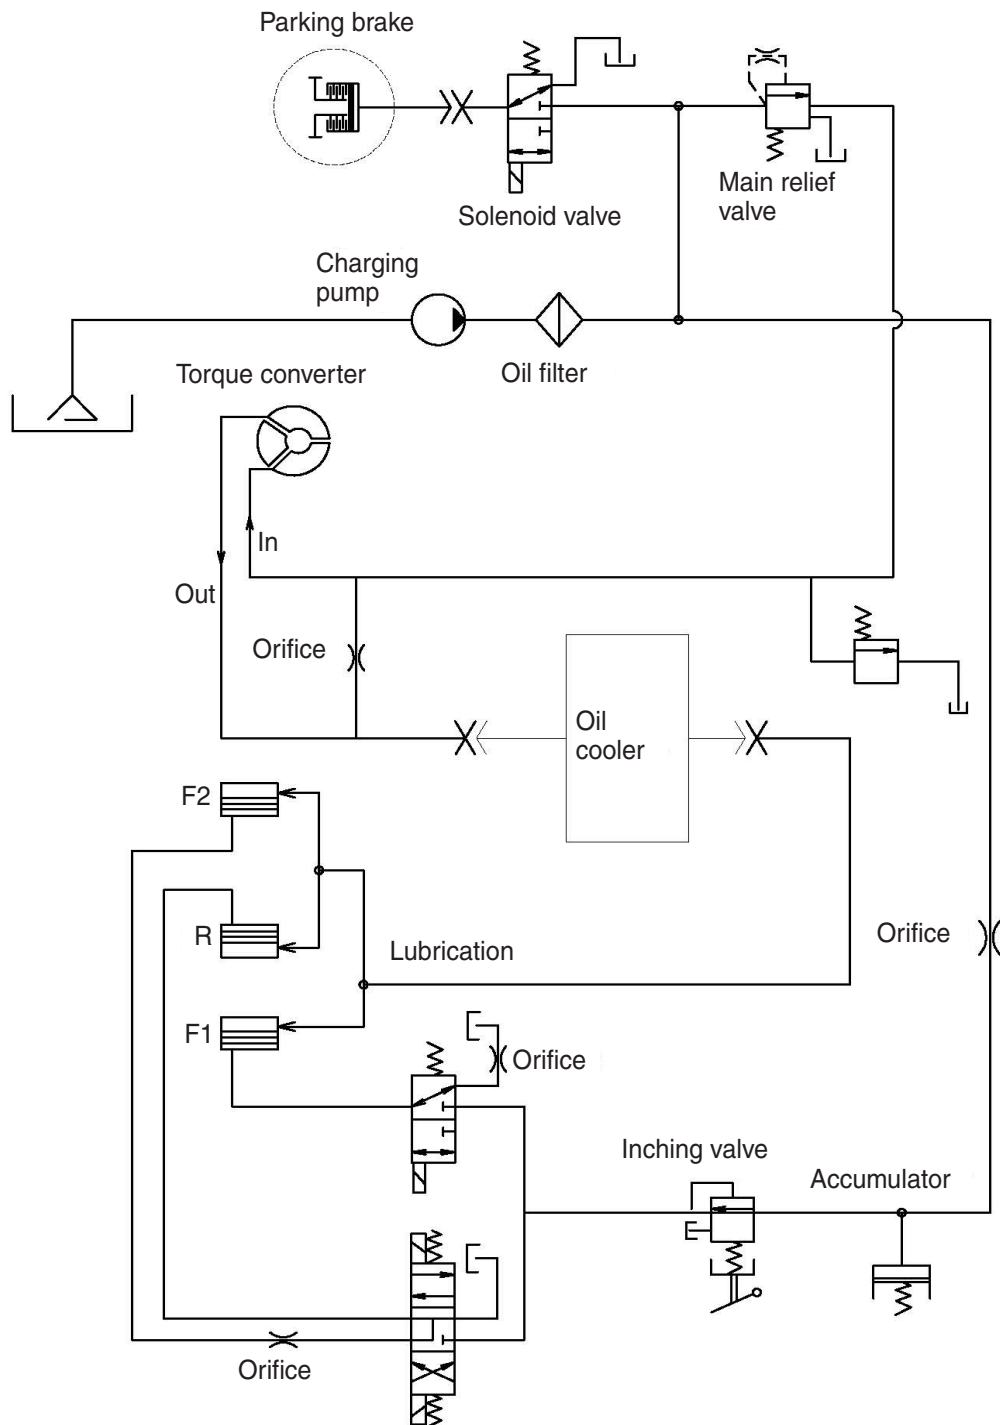 Parking brake
Solenoid valve
Main relief
valve
Charging
pump
Oil filter
Torque converter
In
Out
Orifice
Oil
cooler
F2
R
Lubrication
Orifice
F1
Orifice
Inching valve
Accumulator
Orifice